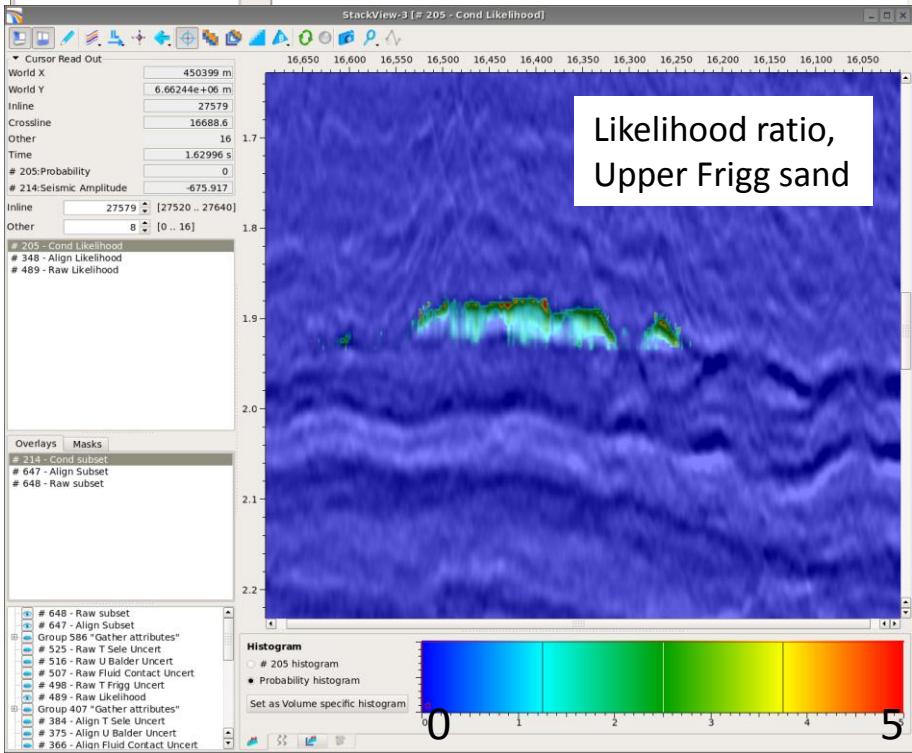 StackView-3 [# 205 - Cond Likelihood]
Cursor Read Out
World X 450399 m
World Y 6.66244e+06 m
Inline 27579
Crossline 16688.6
Other 16
Time 1.62996 s
# 205:Probability 0
# 214:Seismic Amplitude -675.917
Inline 27579 [27520 .. 27640]
Other 8 [0 .. 16]
# 205 - Cond Likelihood
# 348 - Align Likelihood
# 489 - Raw Likelihood
Overlays Masks
# 214 - Cond subset
# 647 - Align Subset
# 648 - Raw subset
# 648 - Raw subset
# 647 - Align Subset
Group 586 "Gather attributes"
# 525 - Raw T Sele Uncert
# 516 - Raw U Balder Uncert
# 507 - Raw Fluid Contact Uncert
# 498 - Raw T Frigg Uncert
# 489 - Raw Likelihood
Group 407 "Gather attributes"
# 384 - Align T Sele Uncert
# 375 - Align U Balder Uncert
# 366 - Align Fluid Contact Uncert
16,650 16,600 16,550 16,500 16,450 16,400 16,350 16,300 16,250 16,200 16,150 16,100 16,050
1.7
1.8
1.9
2.0
2.1
2.2
Likelihood ratio,
Upper Frigg sand
Histogram
# 205 histogram
Probability histogram
Set as Volume specific histogram
0 1 2 3 4 5
0 5